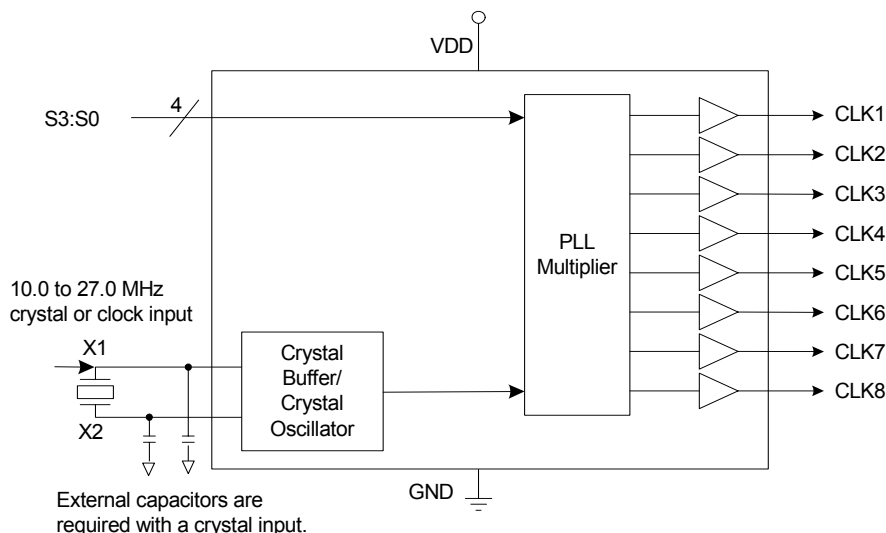 VDD
4
S3:S0
CLK1
CLK2
CLK3
CLK4
CLK5
CLK6
CLK7
CLK8
PLL
Multiplier
10.0 to 27.0 MHz
crystal or clock input
X1
X2
Crystal
Buffer/
Crystal
Oscillator
GND
External capacitors are
required with a crystal input.